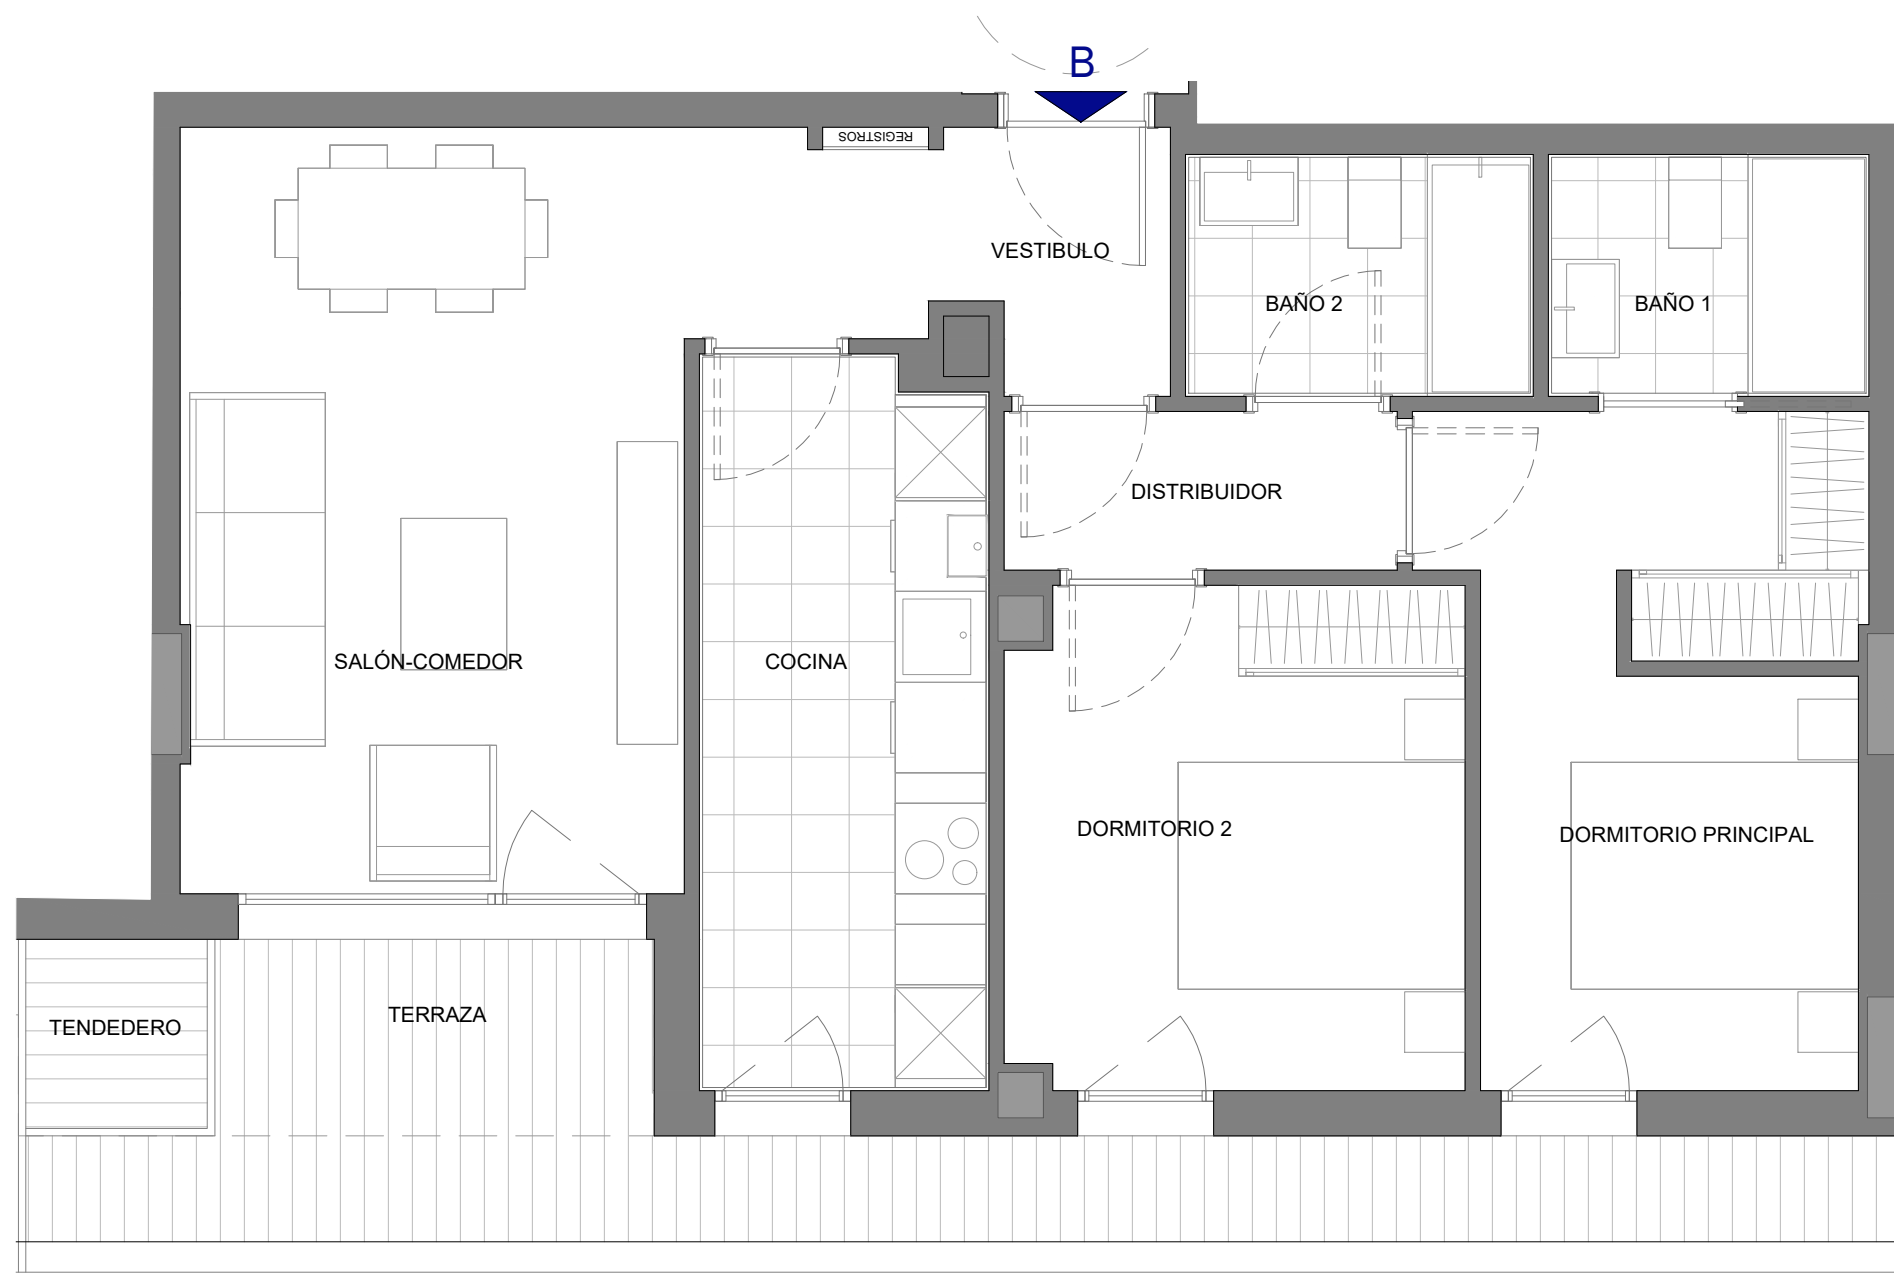 B
REGISTROS
VESTIBULO
BAÑO 2
BAÑO 1
DISTRIBUIDOR
SALÓN-COMEDOR
COCINA
DORMITORIO 2
DORMITORIO PRINCIPAL
TERRAZA
TENDEDERO